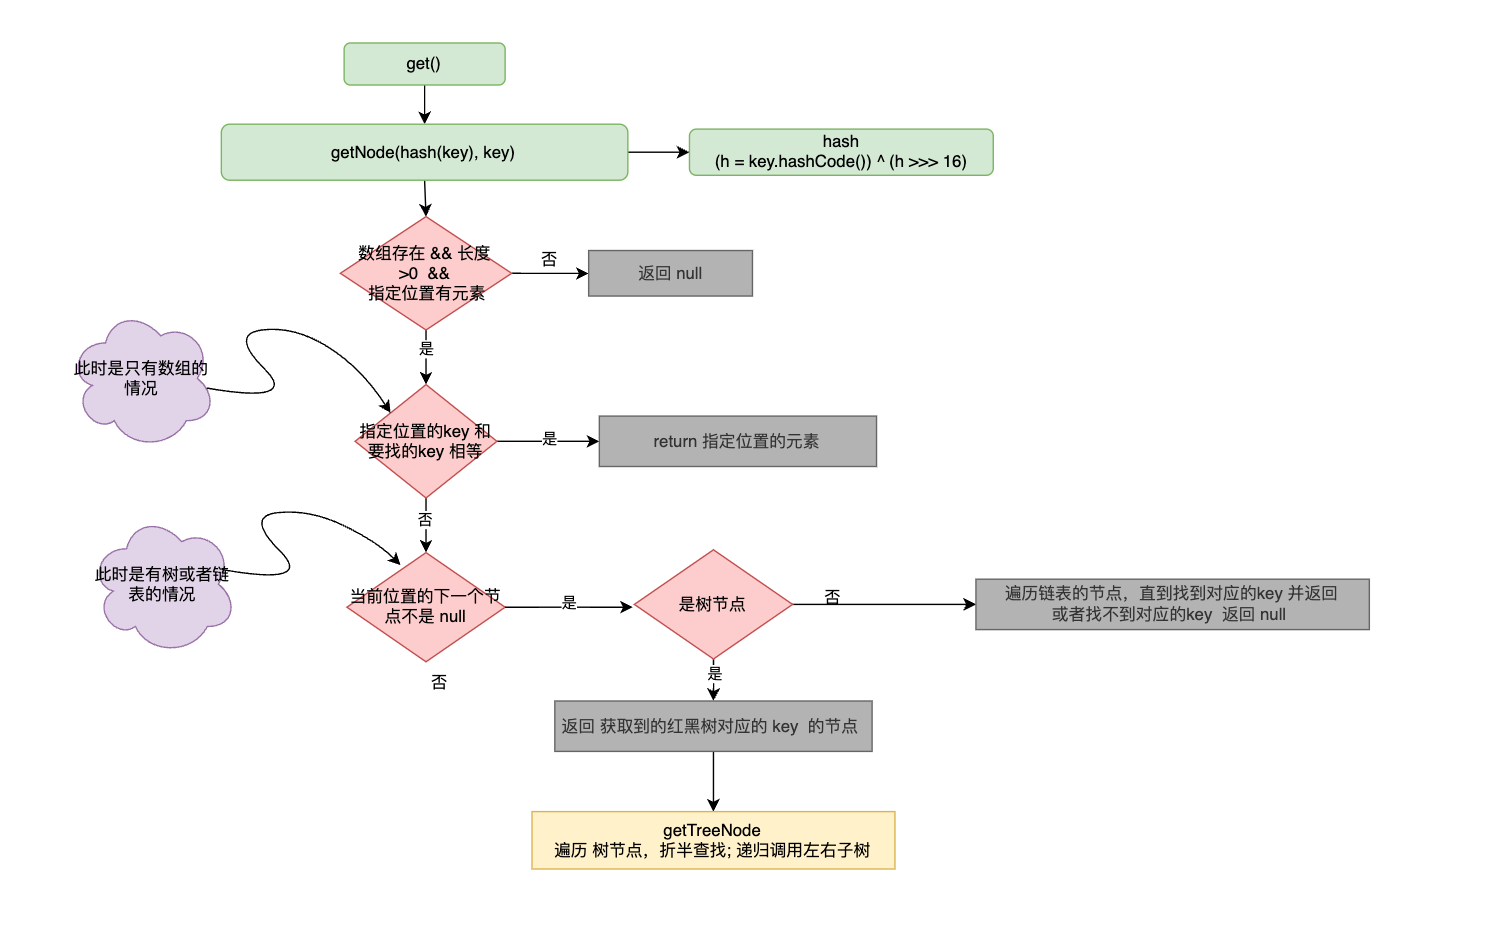 get()
getNode(hash(key), key)
hash
(h = key.hashCode()) ^ (h >>> 16)
数组存在 && 长度
>0 &&
指定位置有元素
否
返回 null
是
此时是只有数组的
情况
指定位置的key 和
要找的key 相等
是
return 指定位置的元素
否
此时是有树或者链
表的情况
当前位置的下一个节
点不是 null
是
是树节点
否
遍历链表的节点，直到找到对应的key 并返回
或者找不到对应的key 返回 null
否
是
返回 获取到的红黑树对应的 key 的节点
getTreeNode
遍历 树节点，折半查找; 递归调用左右子树